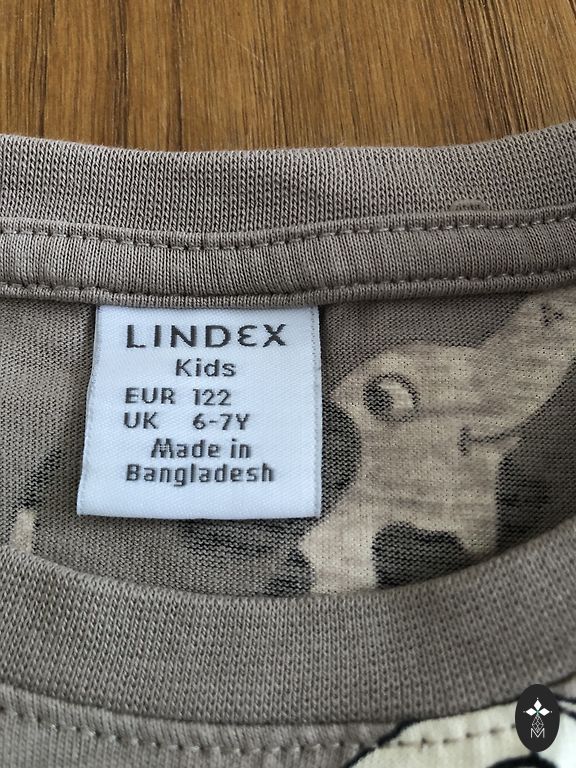 LINDEX
Kids
EUR 122
UK 6-7Y
Made in
Bangladesh